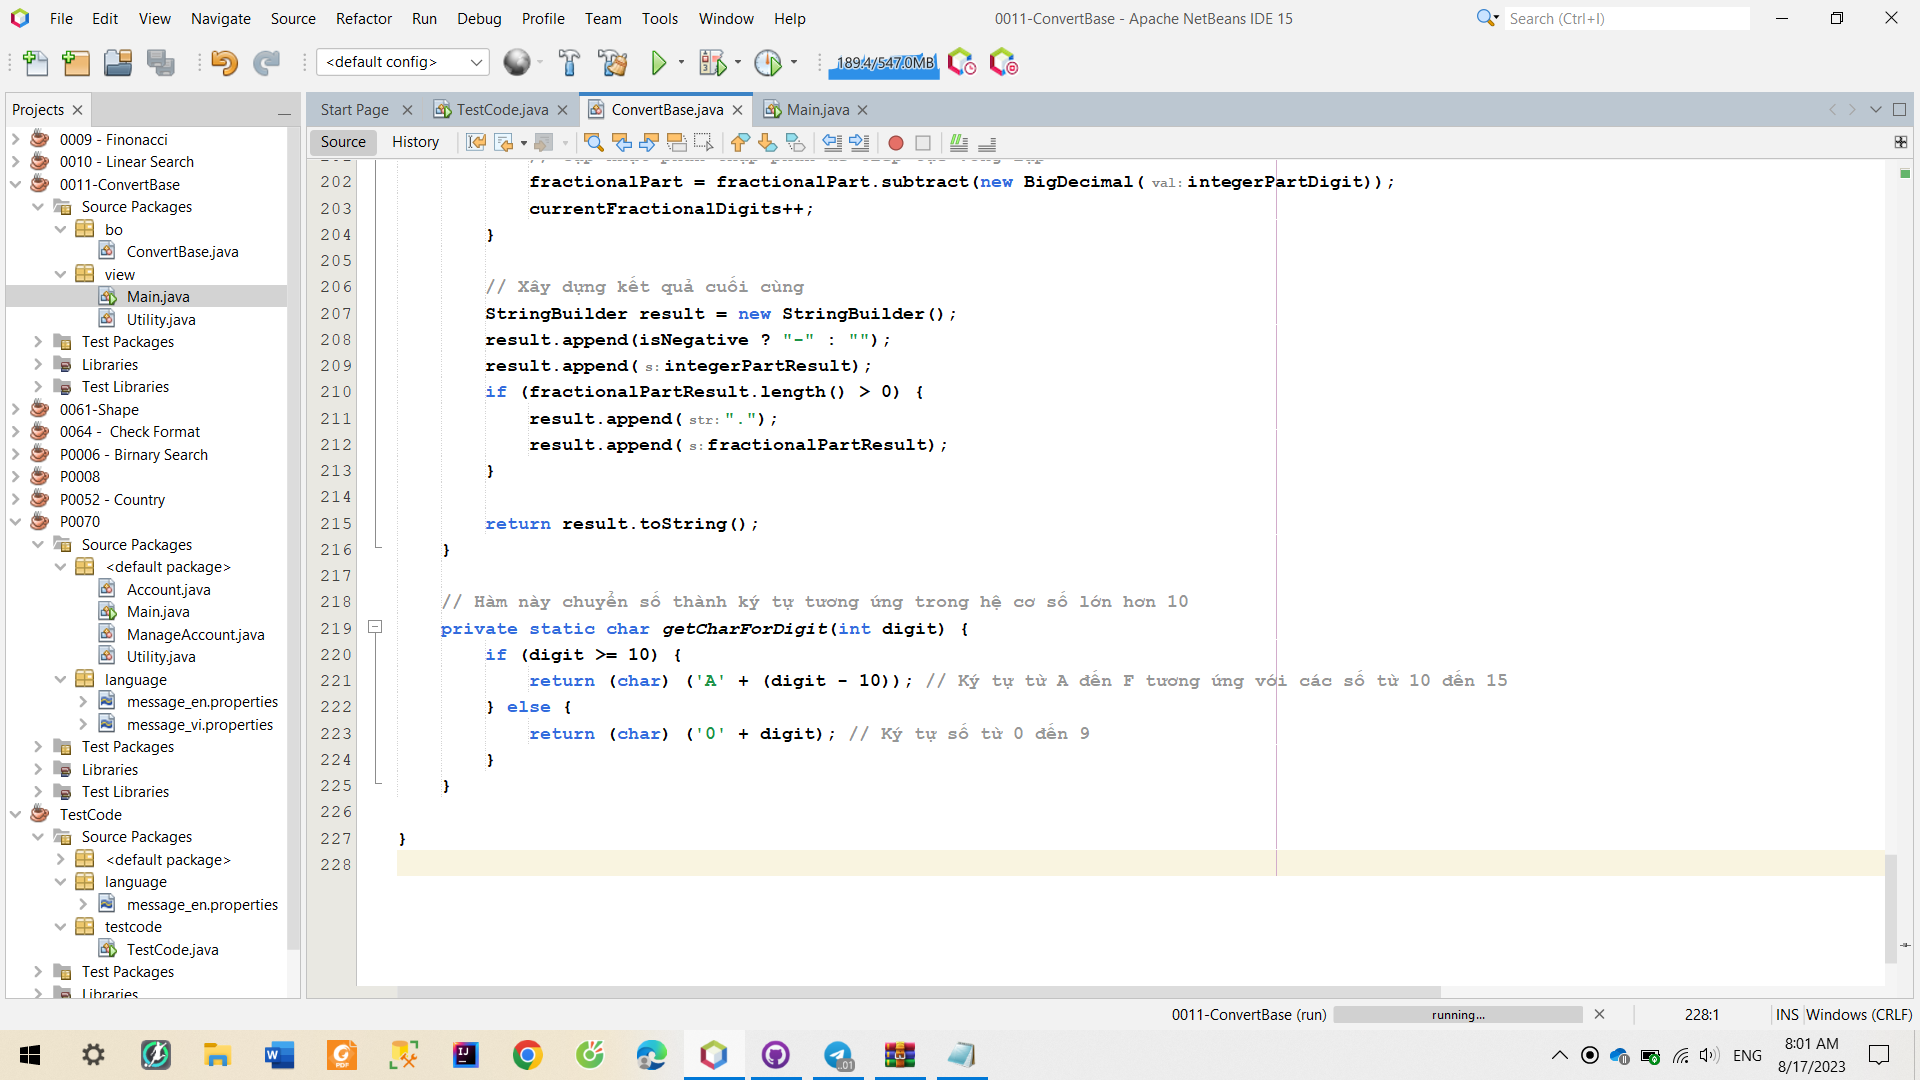 File Edit View Navigate Source Refactor Run Debug Profile Team Tools Window Help
0011-ConvertBase - Apache NetBeans IDE 15
Search (Ctrl+I)
<default config>
189.4/547.0MB
Projects
0009 - Finonacci
0010 - Linear Search
0011-ConvertBase
Source Packages
bo
ConvertBase.java
view
Main.java
Utility.java
Test Packages
Libraries
Test Libraries
0061-Shape
0064 - Check Format
P0006 - Birnary Search
P0008
P0052 - Country
P0070
Source Packages
<default package>
Account.java
Main.java
ManageAccount.java
Utility.java
language
message_en.properties
message_vi.properties
Test Packages
Libraries
Test Libraries
TestCode
Source Packages
<default package>
language
message_en.properties
testcode
TestCode.java
Test Packages
Libraries
Start Page TestCode.java ConvertBase.java Main.java
Source History
202 fractionalPart = fractionalPart.subtract(new BigDecimal( val: integerPartDigit));
203 currentFractionalDigits++;
204 }
205
206 // Xây dựng kết quả cuối cùng
207 StringBuilder result = new StringBuilder();
208 result.append(isNegative ? "-" : "");
209 result.append( s: integerPartResult);
210 if (fractionalPartResult.length() > 0) {
211 result.append( str: ".");
212 result.append( s: fractionalPartResult);
213 }
214
215 return result.toString();
216 }
217
218 // Hàm này chuyển số thành ký tự tương ứng trong hệ cơ số lớn hơn 10
219 private static char getCharForDigit(int digit) {
220 if (digit >= 10) {
221 return (char) ('A' + (digit - 10)); // Ký tự từ A đến F tương ứng với các số từ 10 đến 15
222 } else {
223 return (char) ('0' + digit); // Ký tự số từ 0 đến 9
224 }
225 }
226
227 }
228
0011-ConvertBase (run) running... 228:1 INS Windows (CRLF)
ENG
8:01 AM
8/17/2023